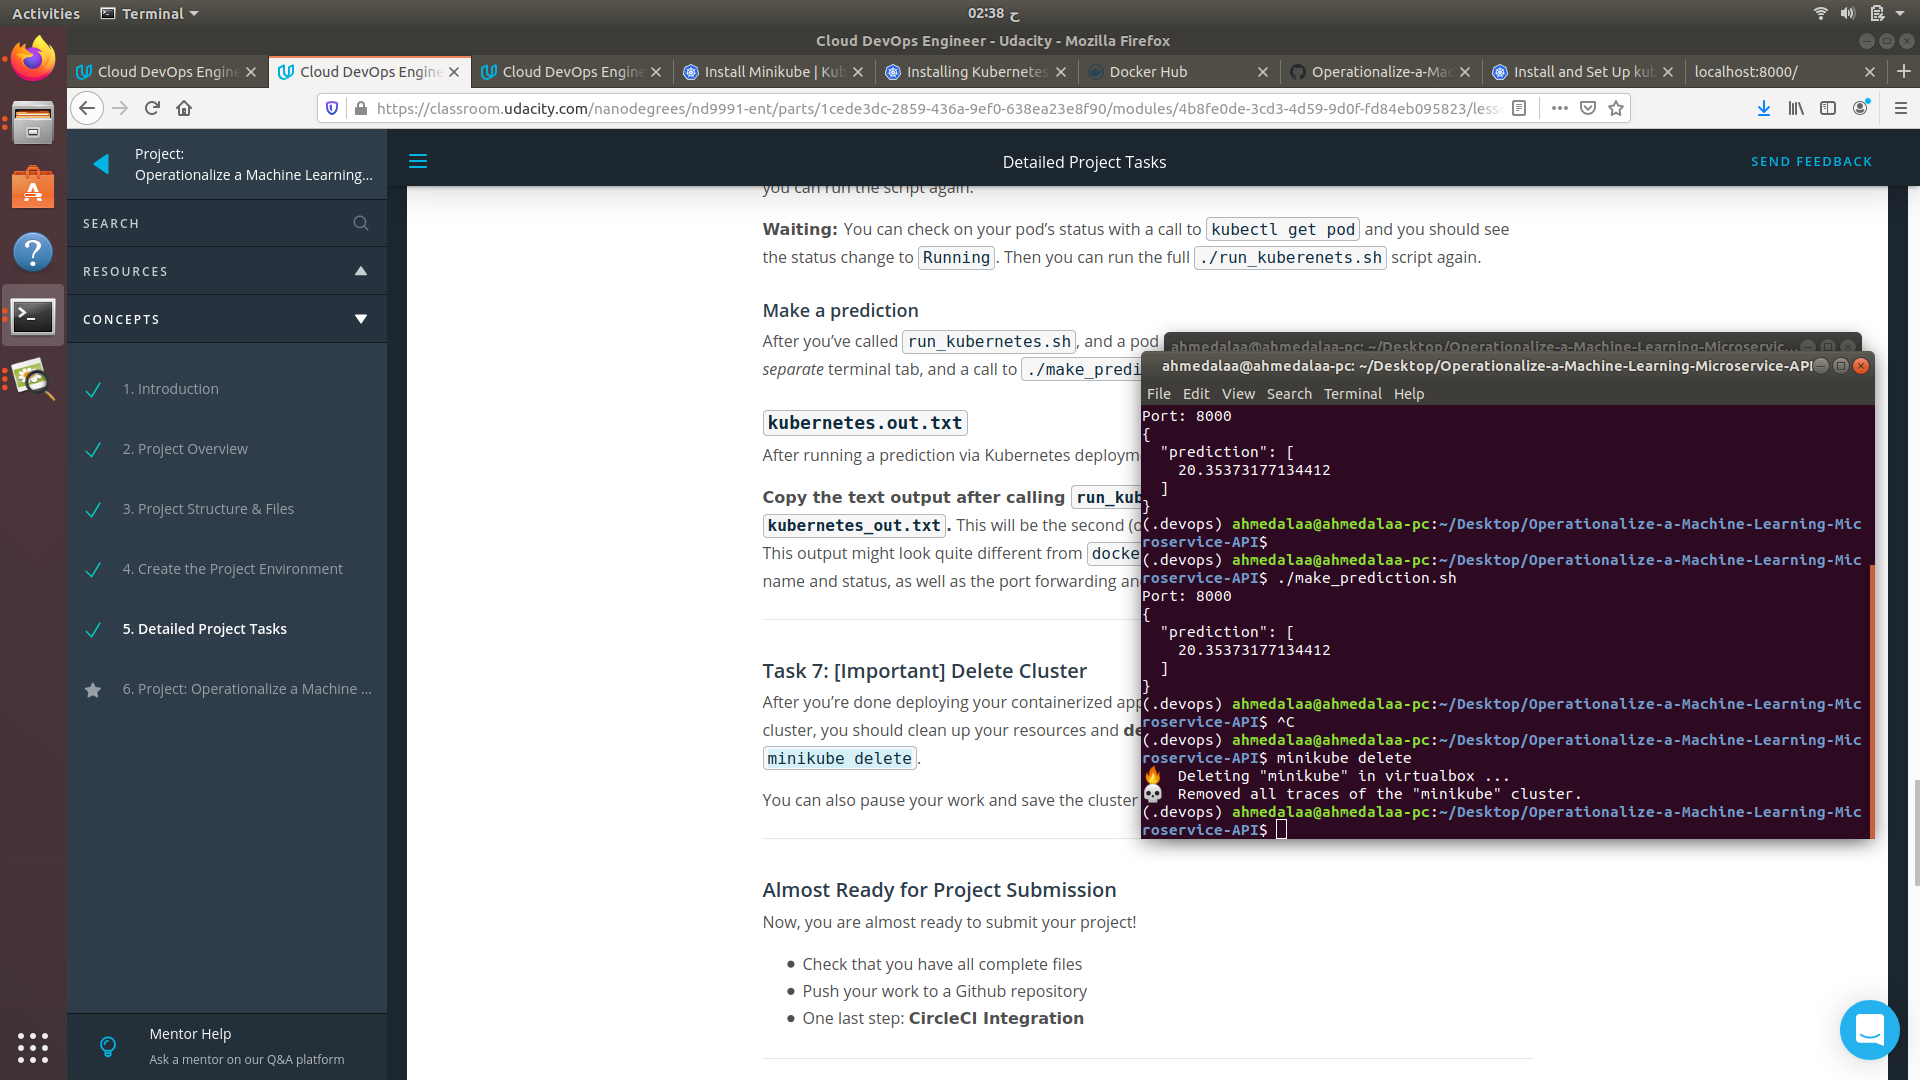 Activities
Terminal
02:38 ح
Cloud DevOps Engineer - Udacity - Mozilla Firefox
Cloud DevOps Engine
Cloud DevOps Engine
Cloud DevOps Engine
Install Minikube | Kub
Installing Kubernetes
Docker Hub
Operationalize-a-Mac
Install and Set Up kub
localhost:8000/
https://classroom.udacity.com/nanodegrees/nd9991-ent/parts/1cede3dc-2859-436a-9ef0-638ea23e8f90/modules/4b8fe0de-3cd3-4d59-9d0f-fd84eb095823/less
Project:
Operationalize a Machine Learning...
SEARCH
RESOURCES
CONCEPTS
1. Introduction
2. Project Overview
3. Project Structure & Files
4. Create the Project Environment
5. Detailed Project Tasks
6. Project: Operationalize a Machine ...
Mentor Help
Ask a mentor on our Q&A platform
Detailed Project Tasks
SEND FEEDBACK
you can run the script again.
Waiting: You can check on your pod's status with a call to kubectl get pod and you should see
the status change to Running. Then you can run the full ./run_kuberenets.sh script again.
Make a prediction
After you've called run_kubernetes.sh, and a pod
separate terminal tab, and a call to ./make_predi
kubernetes.out.txt
After running a prediction via Kubernetes deployme
Copy the text output after calling run_kub
kubernetes_out.txt. This will be the second (o
This output might look quite different from docke
name and status, as well as the port forwarding an
Task 7: [Important] Delete Cluster
After you're done deploying your containerized app
cluster, you should clean up your resources and de
minikube delete.
You can also pause your work and save the cluster
Almost Ready for Project Submission
Now, you are almost ready to submit your project!
Check that you have all complete files
Push your work to a Github repository
One last step: CircleCI Integration
ahmedalaa@ahmedalaa-pc: ~/Desktop/Operationalize-a-Machine-Learning-Microservic...
ahmedalaa@ahmedalaa-pc: ~/Desktop/Operationalize-a-Machine-Learning-Microservice-API
File Edit View Search Terminal Help
Port: 8000
{
"prediction": [
20.35373177134412
]
}
(.devops) ahmedalaa@ahmedalaa-pc:~/Desktop/Operationalize-a-Machine-Learning-Mic
roservice-API$
(.devops) ahmedalaa@ahmedalaa-pc:~/Desktop/Operationalize-a-Machine-Learning-Mic
roservice-API$ ./make_prediction.sh
Port: 8000
{
"prediction": [
20.35373177134412
]
}
(.devops) ahmedalaa@ahmedalaa-pc:~/Desktop/Operationalize-a-Machine-Learning-Mic
roservice-API$ ^C
(.devops) ahmedalaa@ahmedalaa-pc:~/Desktop/Operationalize-a-Machine-Learning-Mic
roservice-API$ minikube delete
🔥 Deleting "minikube" in virtualbox ...
💀 Removed all traces of the "minikube" cluster.
(.devops) ahmedalaa@ahmedalaa-pc:~/Desktop/Operationalize-a-Machine-Learning-Mic
roservice-API$